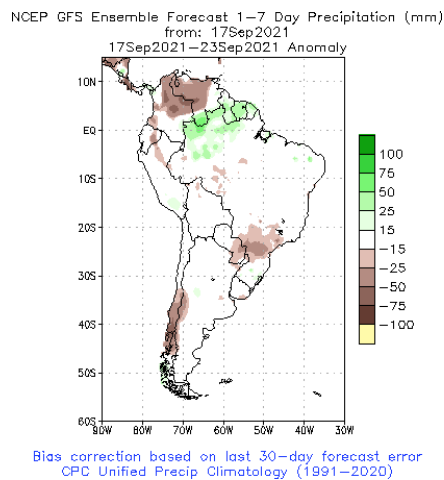 NCEP GFS Ensemble Forecast 1-7 Day Precipitation (mm)
from: 17Sep2021
17Sep2021-23Sep2021 Anomaly
10N
EQ
10S
20S
30S
40S
50S
60S
90W 80W 70W 60W 50W 40W 30W
100
75
50
25
15
-15
-25
-50
-75
-100
Bias correction based on last 30-day forecast error
CPC Unified Precip Climatology (1991-2020)